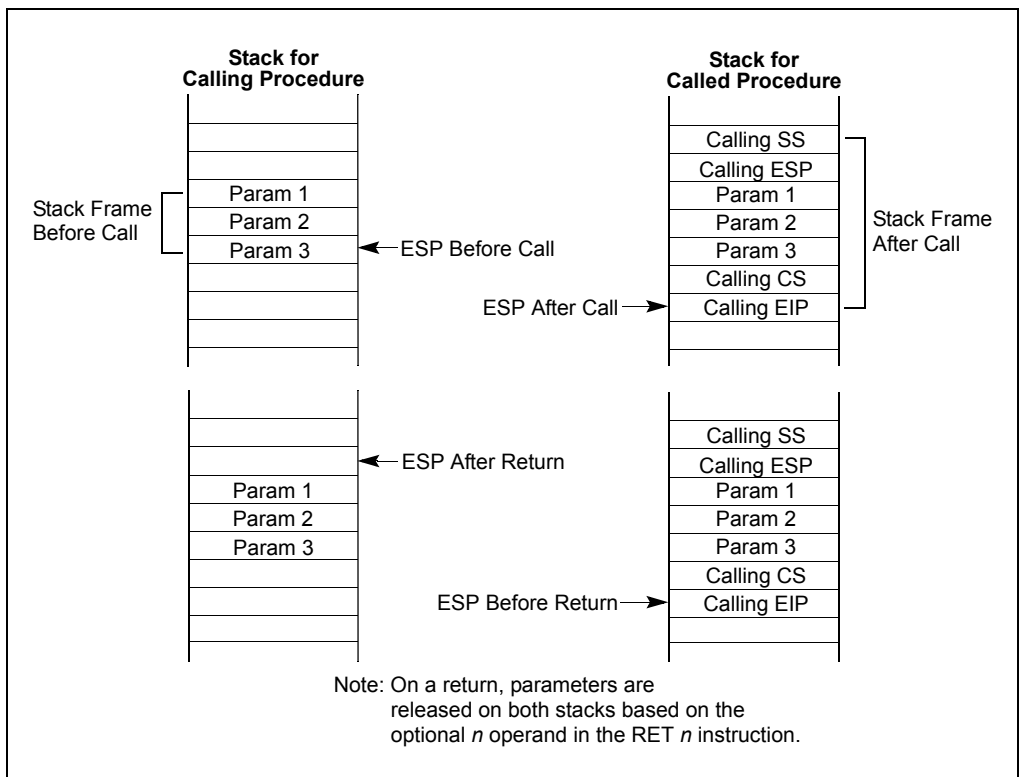 Stack for
Calling Procedure
Stack for
Called Procedure
Stack Frame
Before Call
Param 1
Param 2
Param 3
ESP Before Call
ESP After Call
Calling SS
Calling ESP
Param 1
Param 2
Param 3
Calling CS
Calling EIP
Stack Frame
After Call
ESP After Return
Param 1
Param 2
Param 3
ESP Before Return
Calling SS
Calling ESP
Param 1
Param 2
Param 3
Calling CS
Calling EIP
Note: On a return, parameters are
released on both stacks based on the
optional n operand in the RET n instruction.